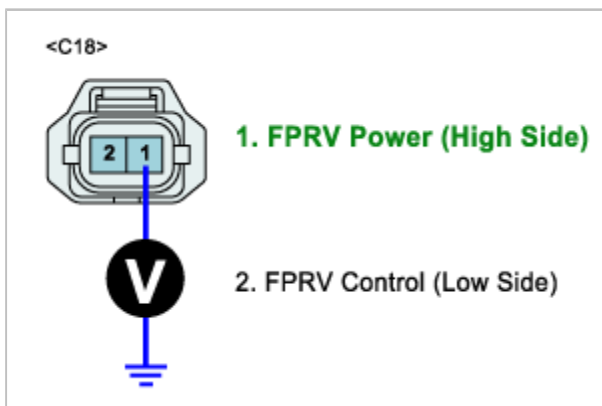 <C18>
2 1
1. FPRV Power (High Side)
V
2. FPRV Control (Low Side)